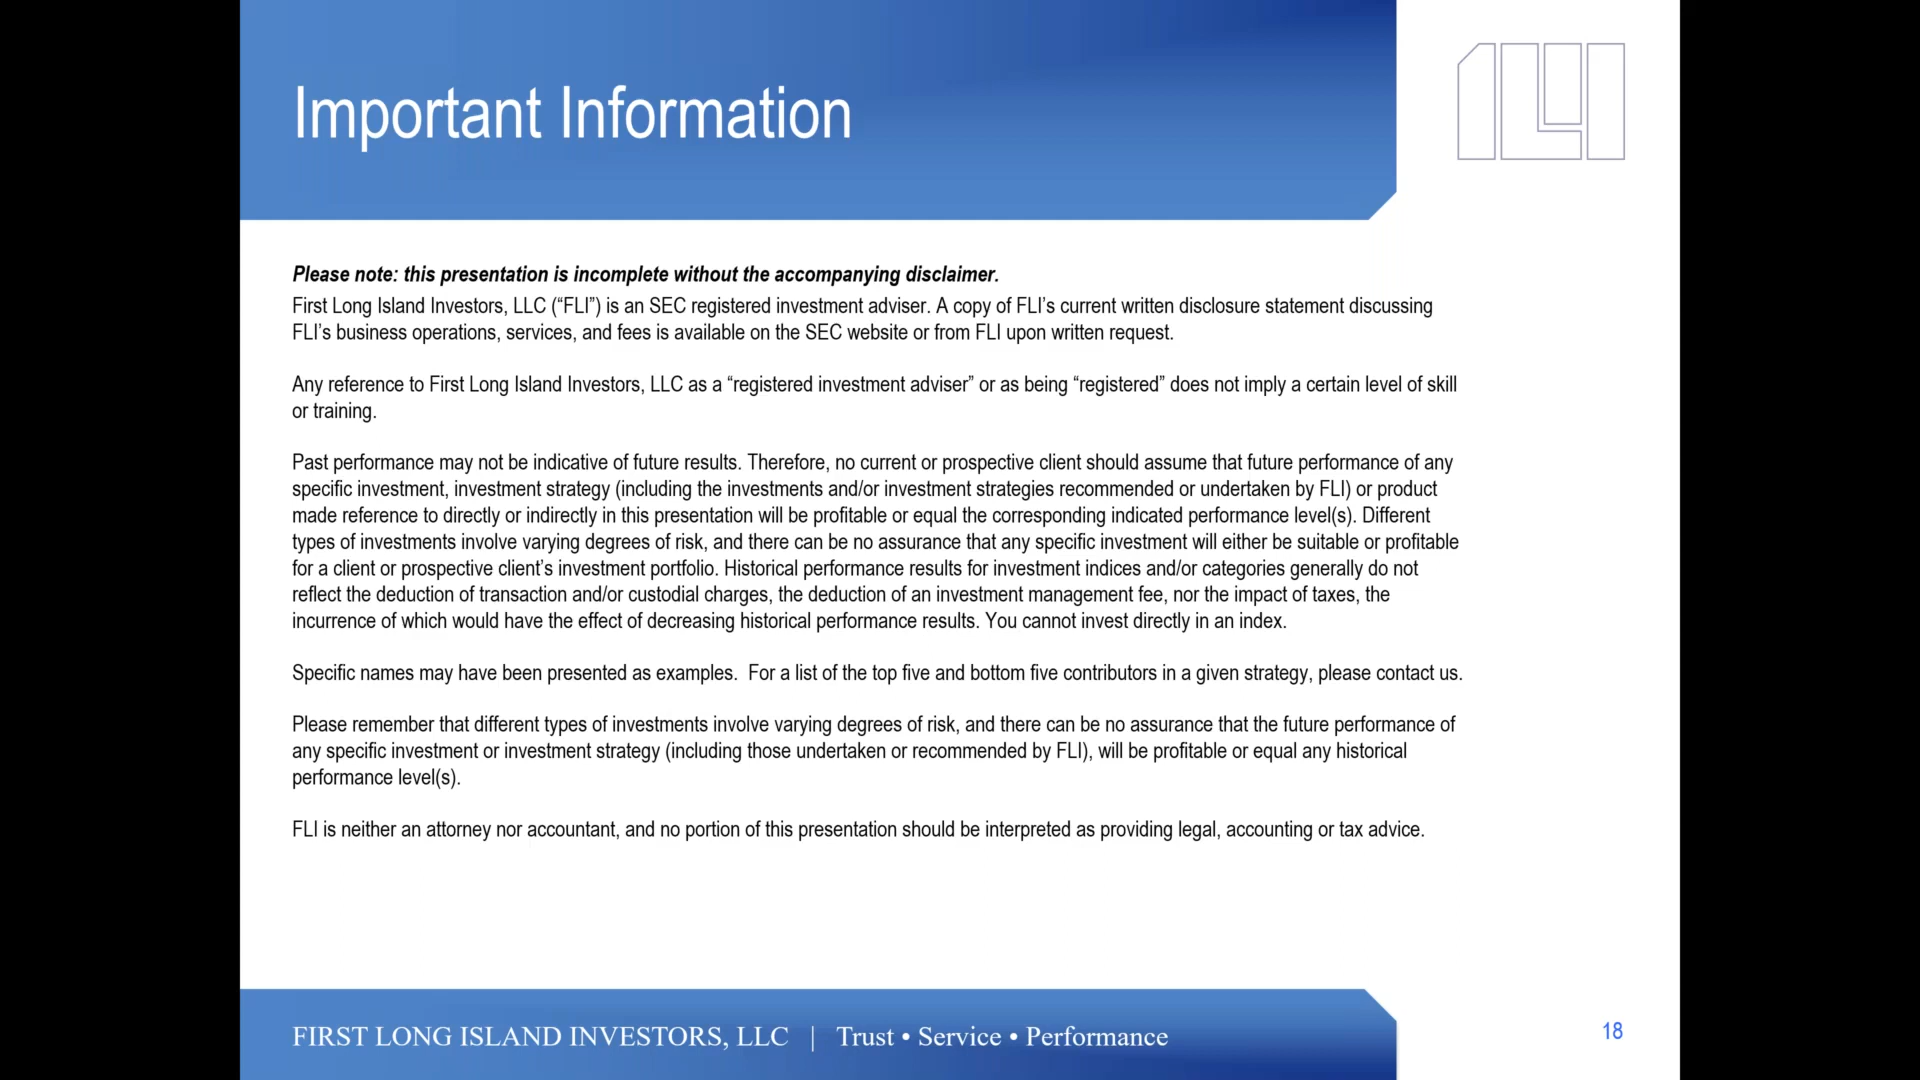 Important Information
Please note: this presentation is incomplete without the accompanying disclaimer.
First Long Island Investors, LLC (“FLI”) is an SEC registered investment adviser. A copy of FLI’s current written disclosure statement discussing
FLI’s business operations, services, and fees is available on the SEC website or from FLI upon written request.
Any reference to First Long Island Investors, LLC as a “registered investment adviser” or as being “registered” does not imply a certain level of skill
or training.
Past performance may not be indicative of future results. Therefore, no current or prospective client should assume that future performance of any
specific investment, investment strategy (including the investments and/or investment strategies recommended or undertaken by FLI) or product
made reference to directly or indirectly in this presentation will be profitable or equal the corresponding indicated performance level(s). Different
types of investments involve varying degrees of risk, and there can be no assurance that any specific investment will either be suitable or profitable
for a client or prospective client’s investment portfolio. Historical performance results for investment indices and/or categories generally do not
reflect the deduction of transaction and/or custodial charges, the deduction of an investment management fee, nor the impact of taxes, the
incurrence of which would have the effect of decreasing historical performance results. You cannot invest directly in an index.
Specific names may have been presented as examples.  For a list of the top five and bottom five contributors in a given strategy, please contact us.
Please remember that different types of investments involve varying degrees of risk, and there can be no assurance that the future performance of
any specific investment or investment strategy (including those undertaken or recommended by FLI), will be profitable or equal any historical
performance level(s).
FLI is neither an attorney nor accountant, and no portion of this presentation should be interpreted as providing legal, accounting or tax advice.
FIRST LONG ISLAND INVESTORS, LLC | Trust • Service • Performance
18